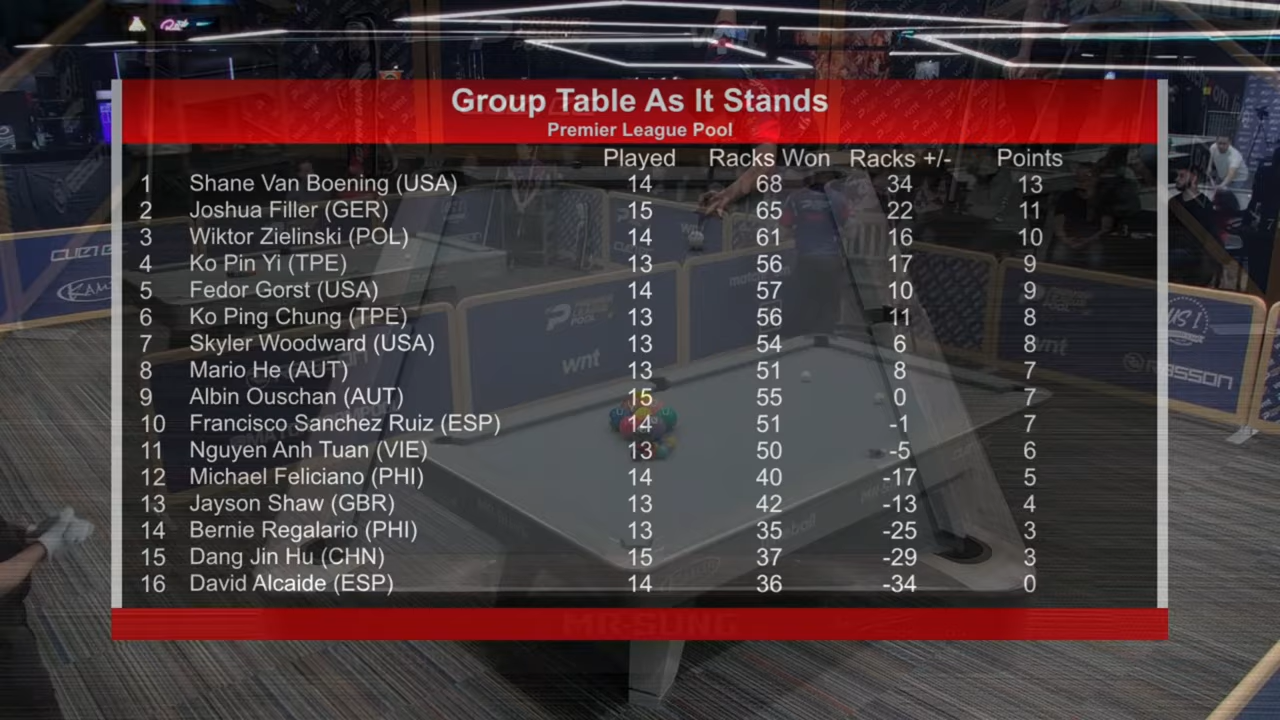 Group Table As It Stands
Premier League Pool
Played Racks Won Racks +/- Points
1 Shane Van Boening (USA) 14 68 34 13
2 Joshua Filler (GER) 15 65 22 11
3 Wiktor Zielinski (POL) 14 61 16 10
4 Ko Pin Yi (TPE) 13 56 17 9
5 Fedor Gorst (USA) 14 57 10 9
6 Ko Ping Chung (TPE) 13 56 11 8
7 Skyler Woodward (USA) 13 54 6 8
8 Mario He (AUT) 13 51 8 7
9 Albin Ouschan (AUT) 15 55 0 7
10 Francisco Sanchez Ruiz (ESP) 14 51 -1 7
11 Nguyen Anh Tuan (VIE) 13 50 -5 6
12 Michael Feliciano (PHI) 14 40 -17 5
13 Jayson Shaw (GBR) 13 42 -13 4
14 Bernie Regalario (PHI) 13 35 -25 3
15 Dang Jin Hu (CHN) 15 37 -29 3
16 David Alcaide (ESP) 14 36 -34 0
wnt
RASSON
KAMUI
MR-SUNG